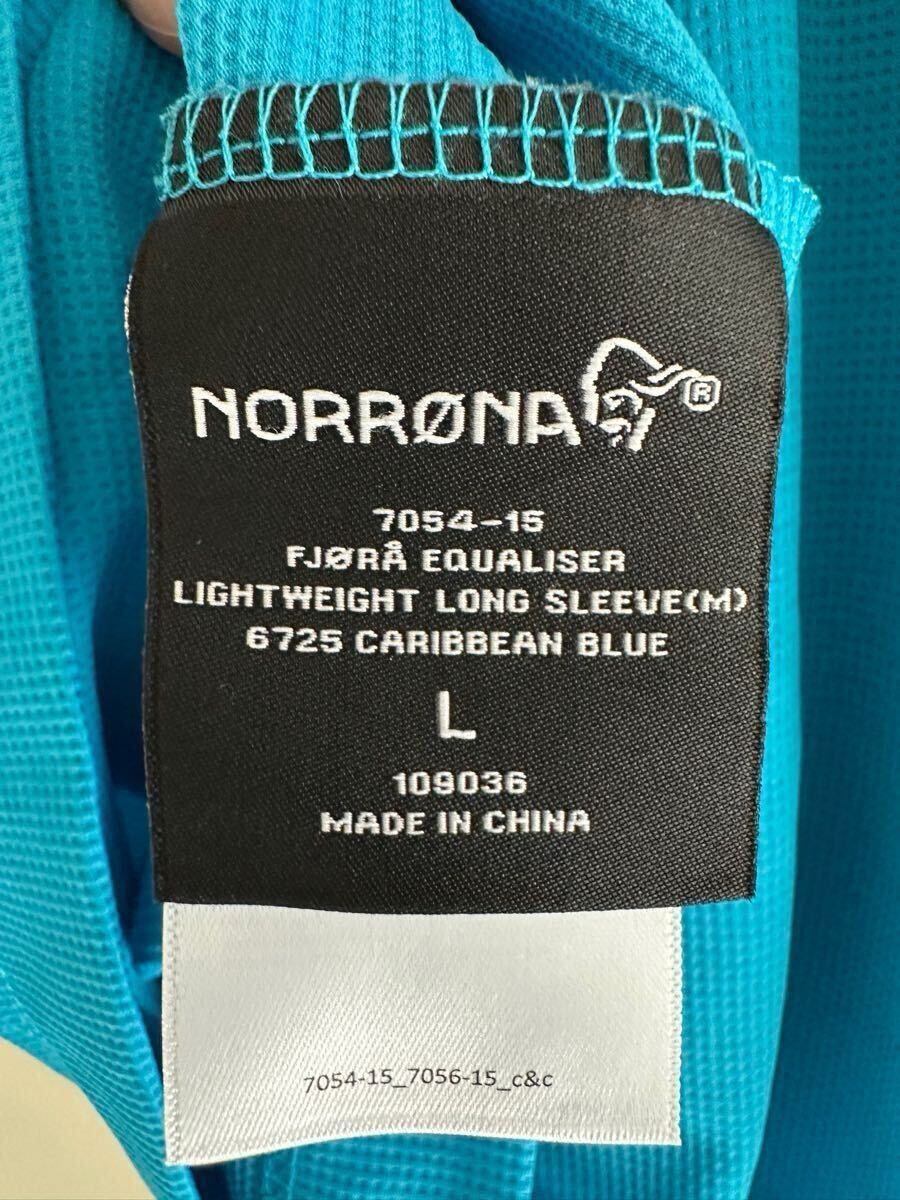 NORRØNA ®
7054-15
FJØRÅ EQUALISER
LIGHTWEIGHT LONG SLEEVE(M)
6725 CARIBBEAN BLUE
L
109036
MADE IN CHINA
7054-15_7056-15_c&c